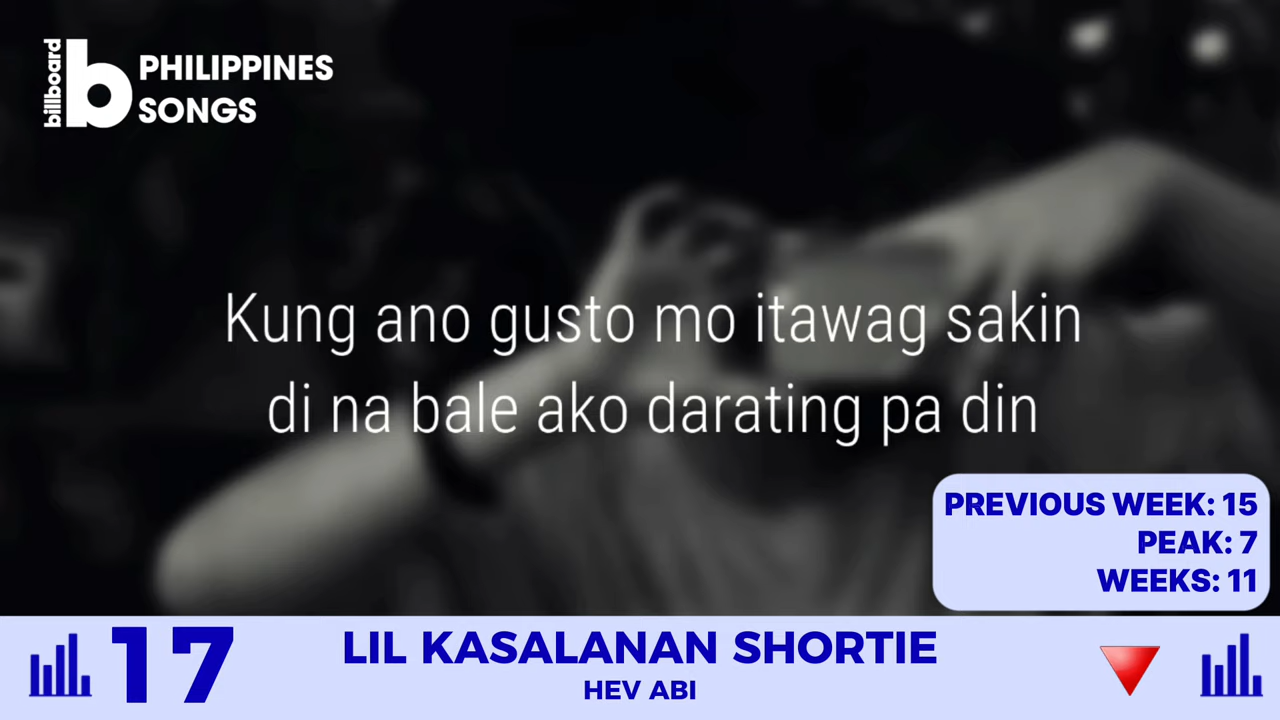 billboard
b
PHILIPPINES
SONGS
Kung ano gusto mo itawag sakin
di na bale ako darating pa din
PREVIOUS WEEK: 15
PEAK: 7
WEEKS: 11
17
LIL KASALANAN SHORTIE
HEV ABI